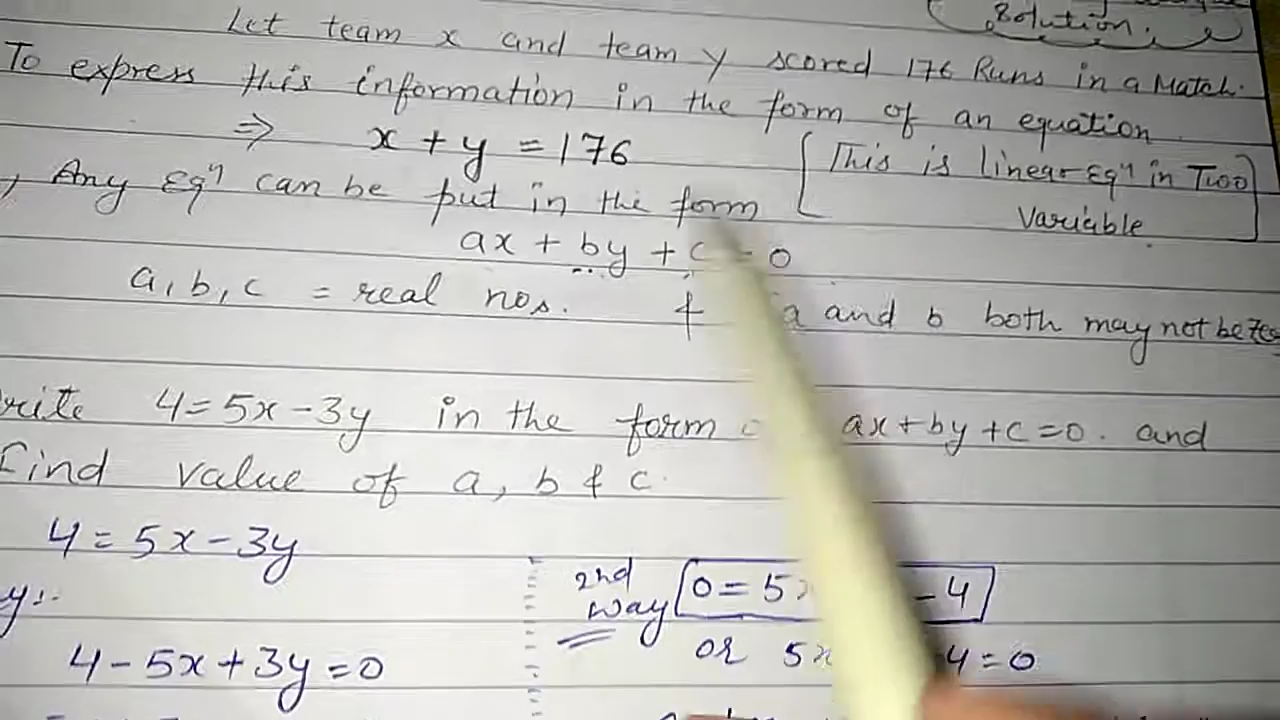 Solution.
Let team x and team y scored 176 Runs in a Match.
To express this information in the form of an equation
⇒ x + y = 176
[This is linear Eqn in Two
Variable]
, Any Eqn can be put in the form
ax + by + c = 0
a, b, c = real nos. & a and b both may not be zero
rite 4 = 5x - 3y in the form ax + by + c = 0. and
Find value of a, b & c.
4 = 5x - 3y
y:-
4 - 5x + 3y = 0
2nd
way
0 = 5x - 4
or 5x 4 = 0